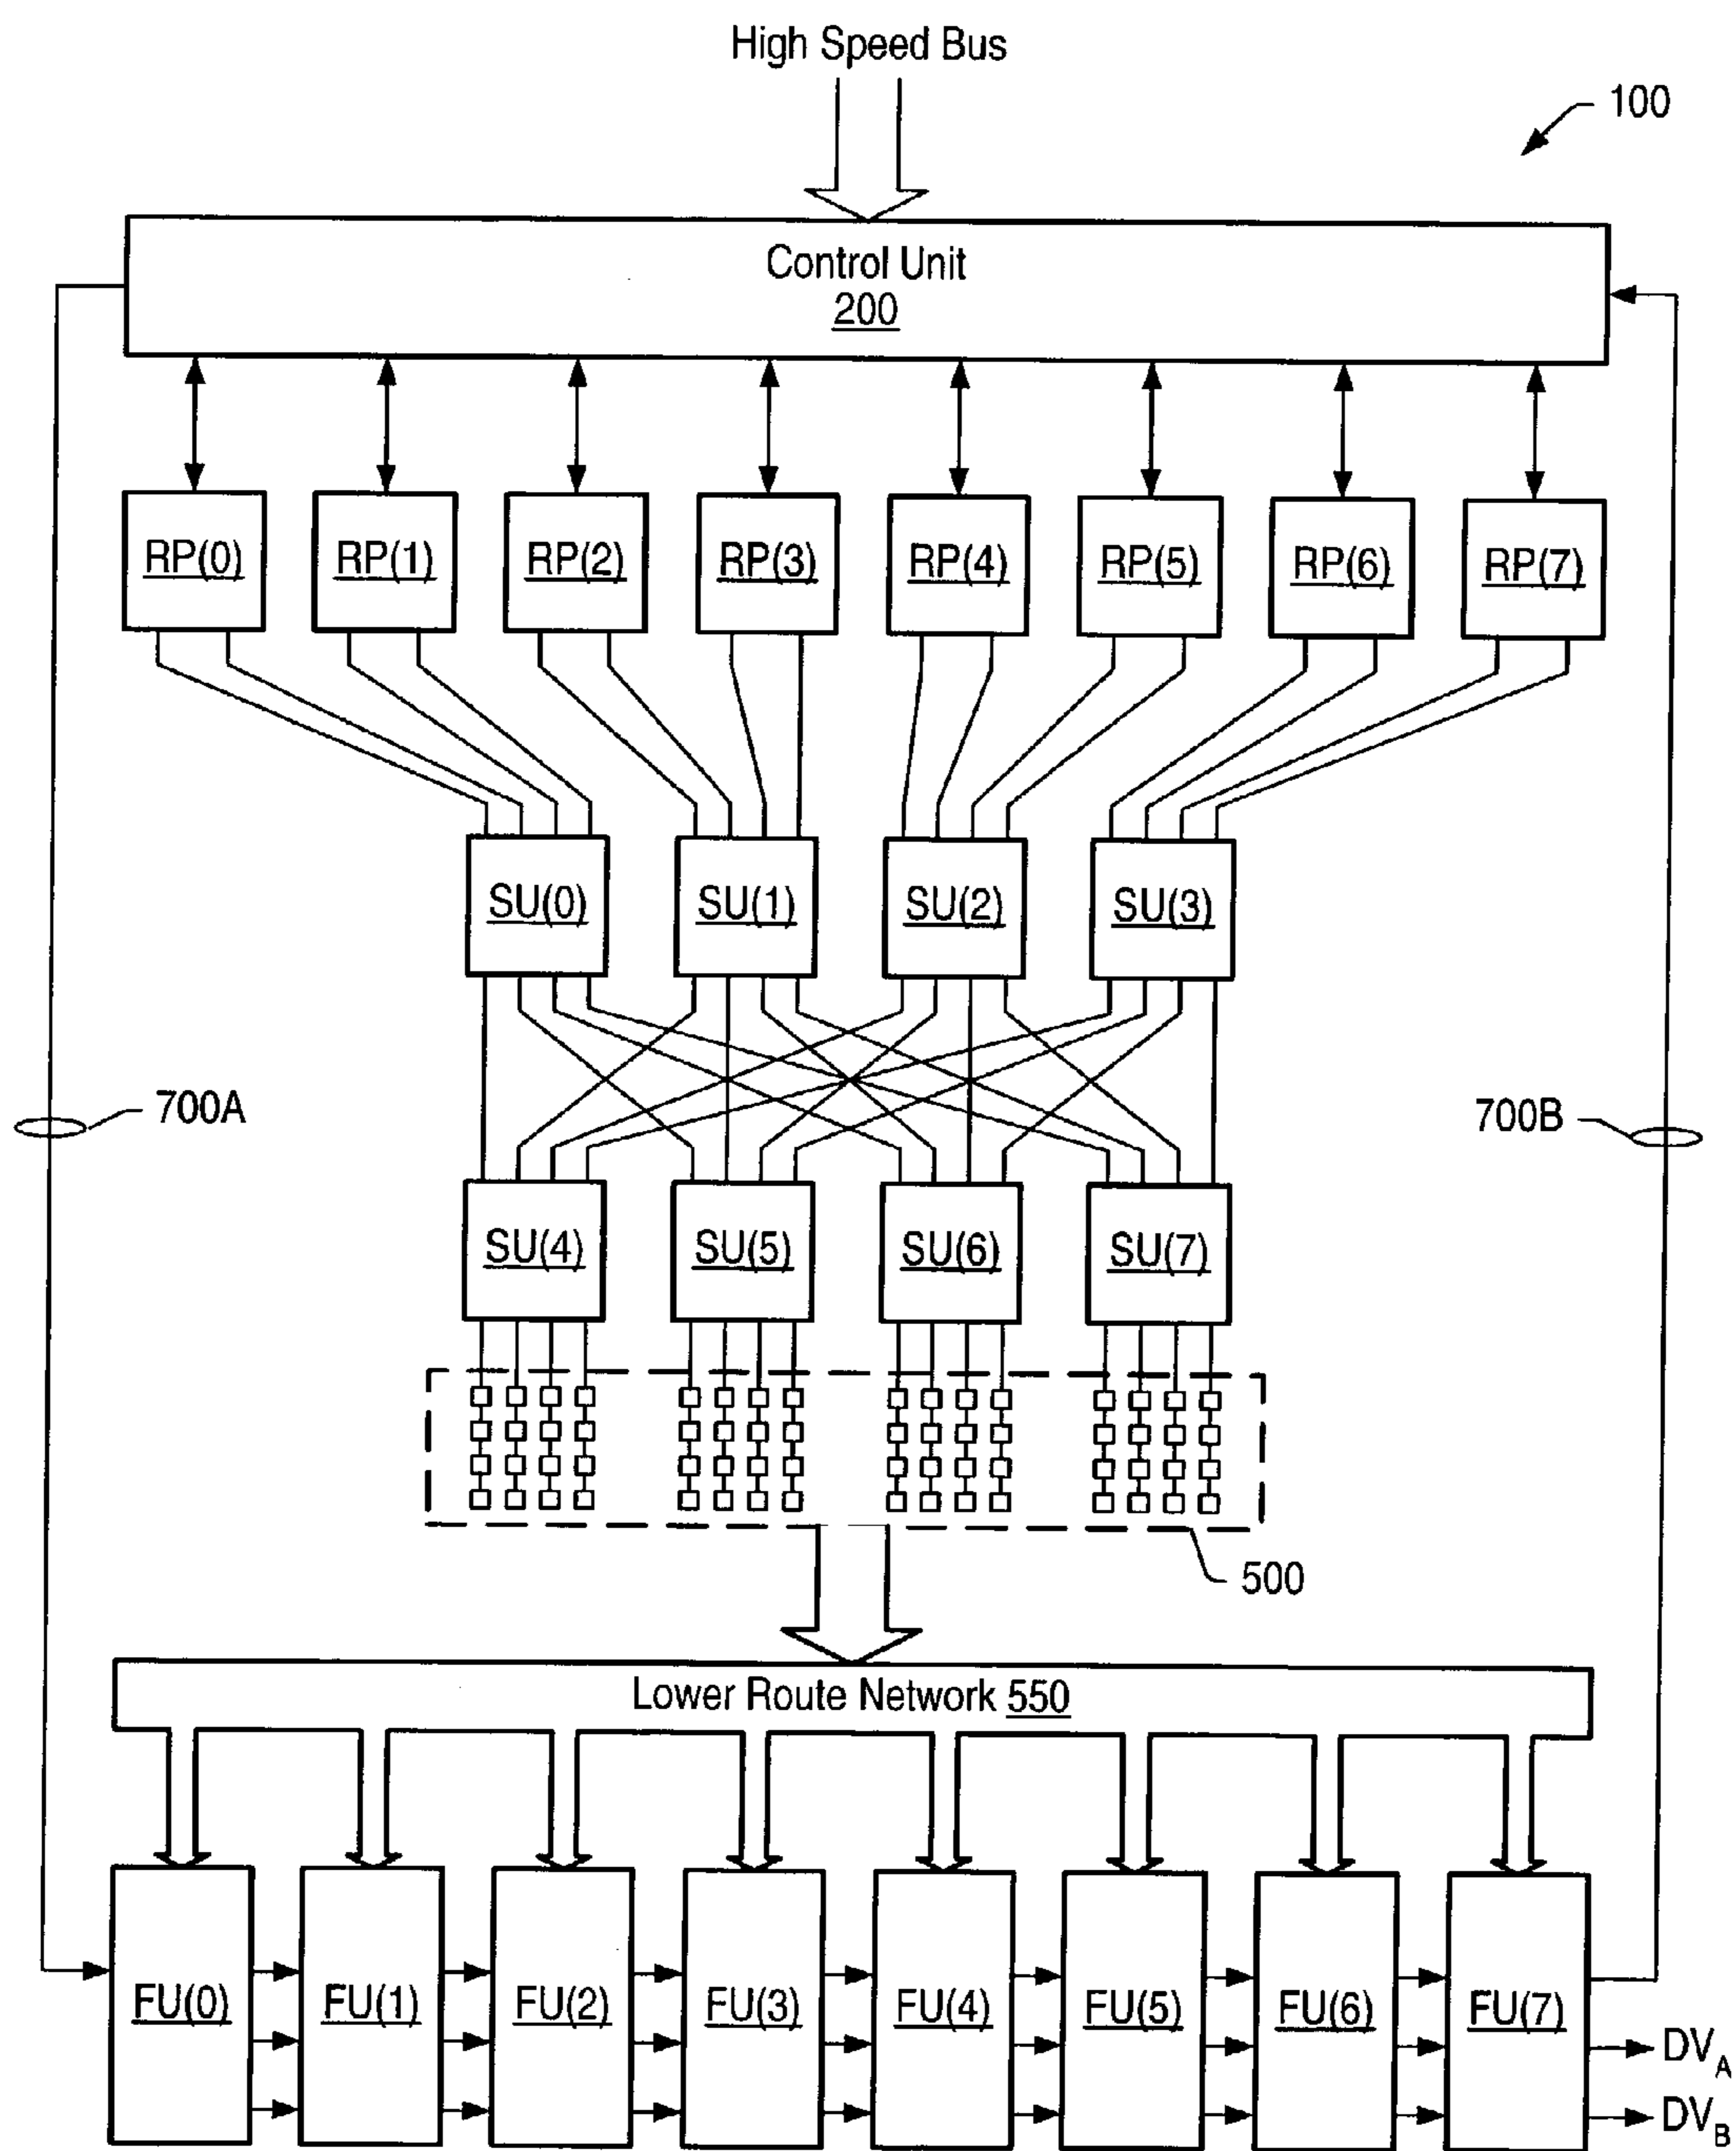 High Speed Bus
100
Control Unit
200
RP(0) RP(1) RP(2) RP(3) RP(4) RP(5) RP(6) RP(7)
SU(0) SU(1) SU(2) SU(3)
700A
700B
SU(4) SU(5) SU(6) SU(7)
500
Lower Route Network 550
FU(0) FU(1) FU(2) FU(3) FU(4) FU(5) FU(6) FU(7)
DVA
DVB